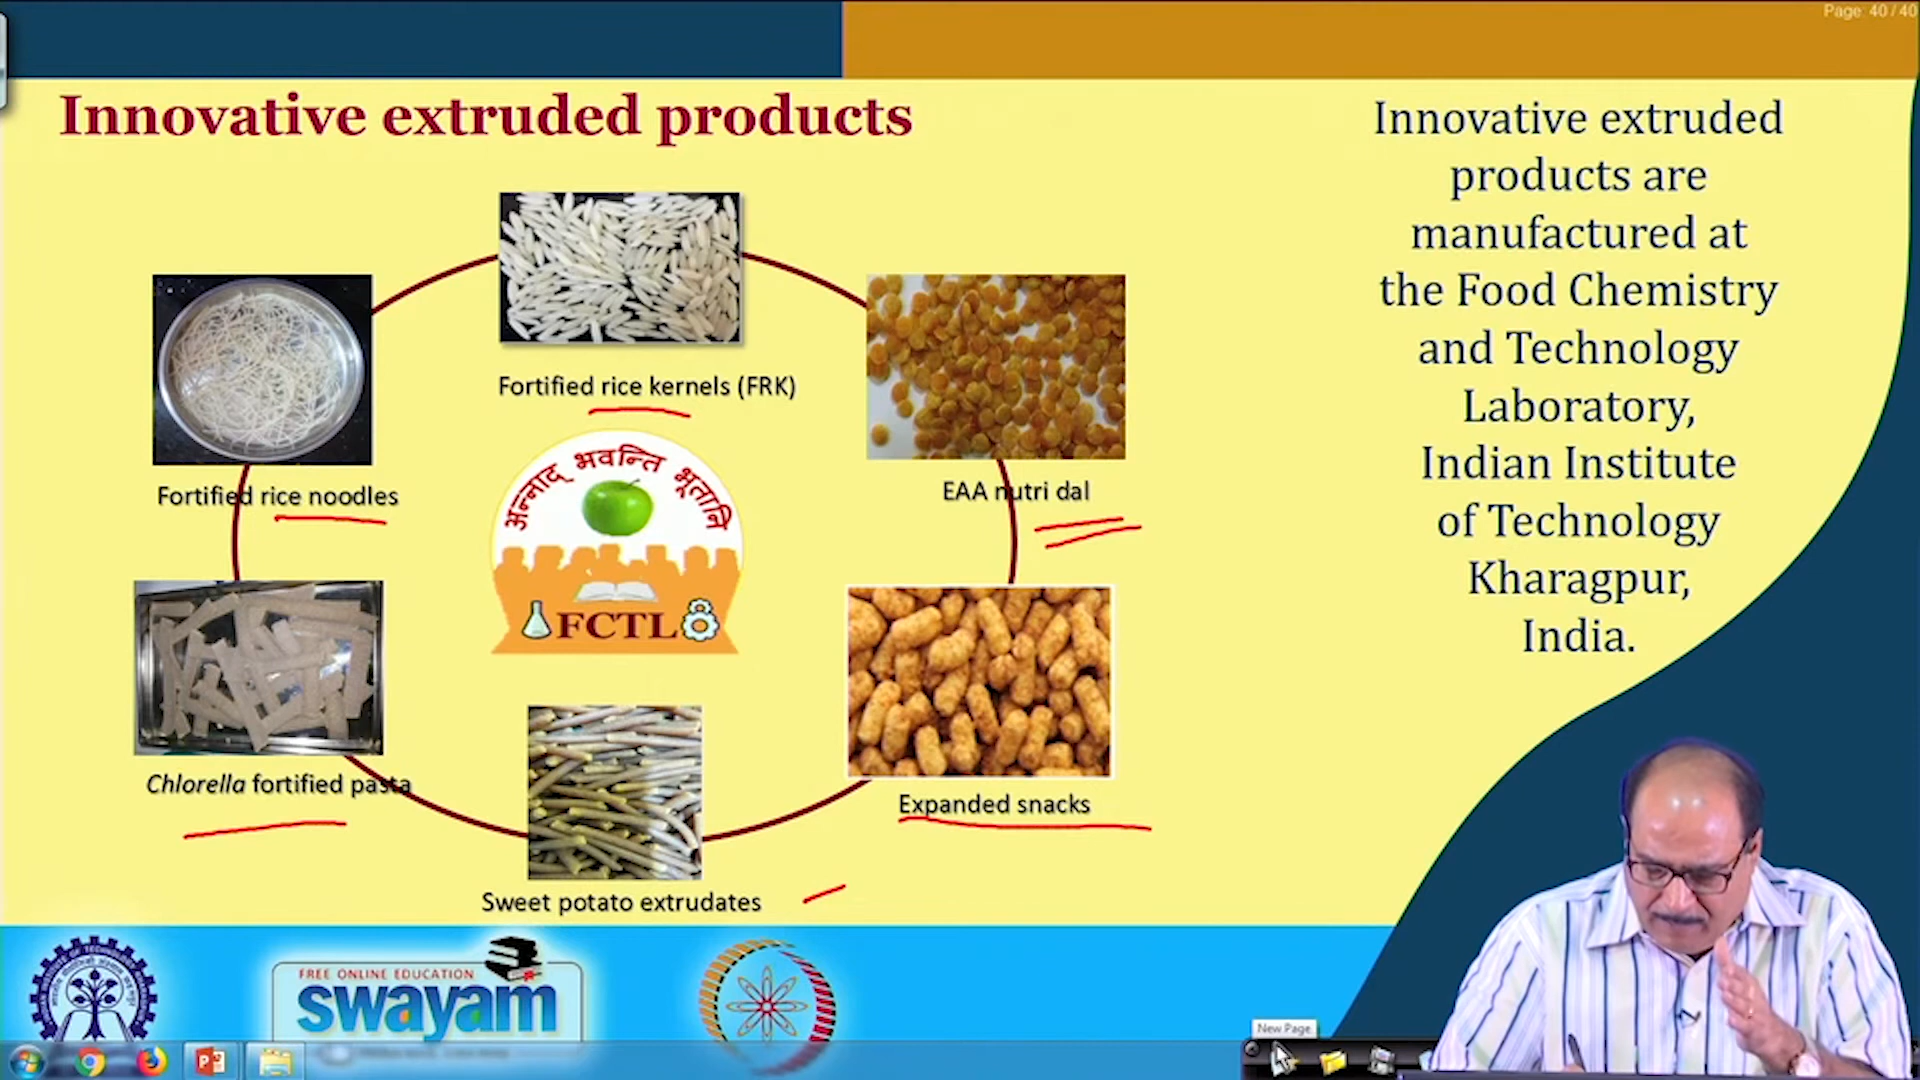 Page: 40 / 40
Innovative extruded products
Innovative extruded
products are
manufactured at
the Food Chemistry
and Technology
Laboratory,
Indian Institute
of Technology
Kharagpur,
India.
Fortified rice kernels (FRK)
Fortified rice noodles
EAA nutri dal
अन्नाद् भवन्ति भूतानि
FCTL
Chlorella fortified pasta
Expanded snacks
Sweet potato extrudates
FREE ONLINE EDUCATION
swayam
New Page